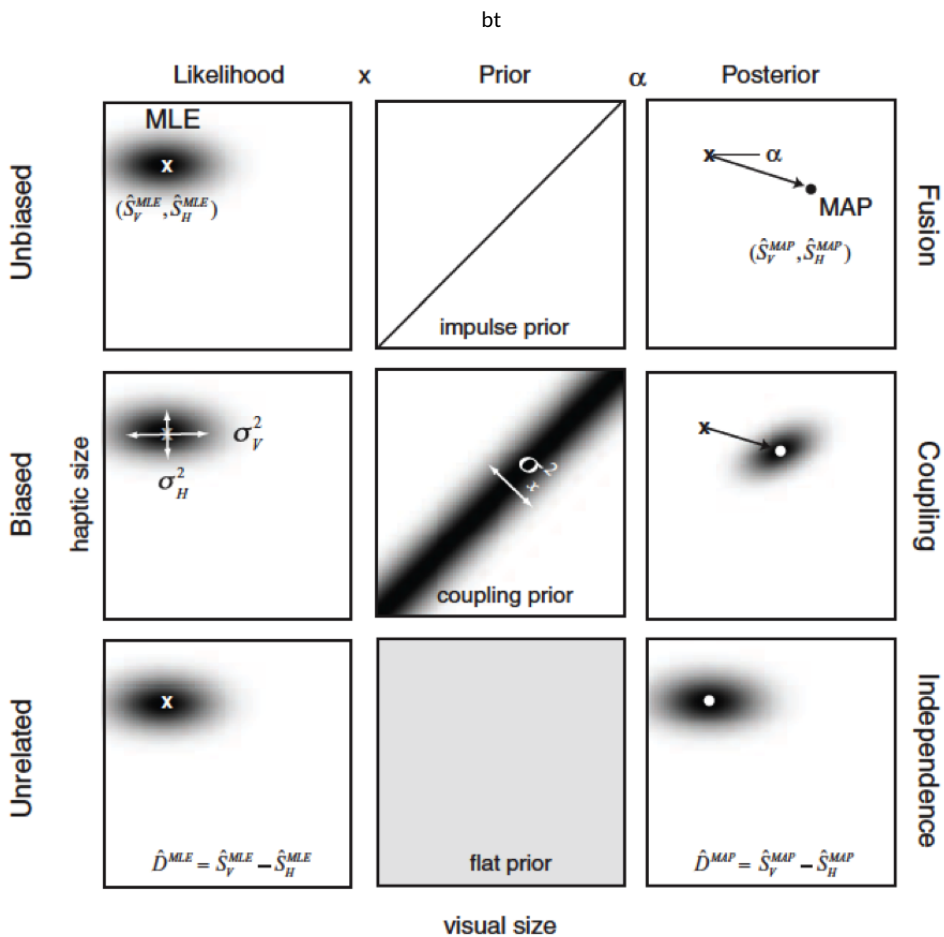 bt
Likelihood x Prior α Posterior
Unbiased
MLE
x
(Ŝ_V^MLE, Ŝ_H^MLE)
impulse prior
x α
MAP
(Ŝ_V^MAP, Ŝ_H^MAP)
Fusion
Biased
haptic size
x
σ_V^2
σ_H^2
σ_x^2
coupling prior
x
Coupling
Unrelated
x
D̂^MLE = Ŝ_V^MLE − Ŝ_H^MLE
flat prior
D̂^MAP = Ŝ_V^MAP − Ŝ_H^MAP
Independence
visual size